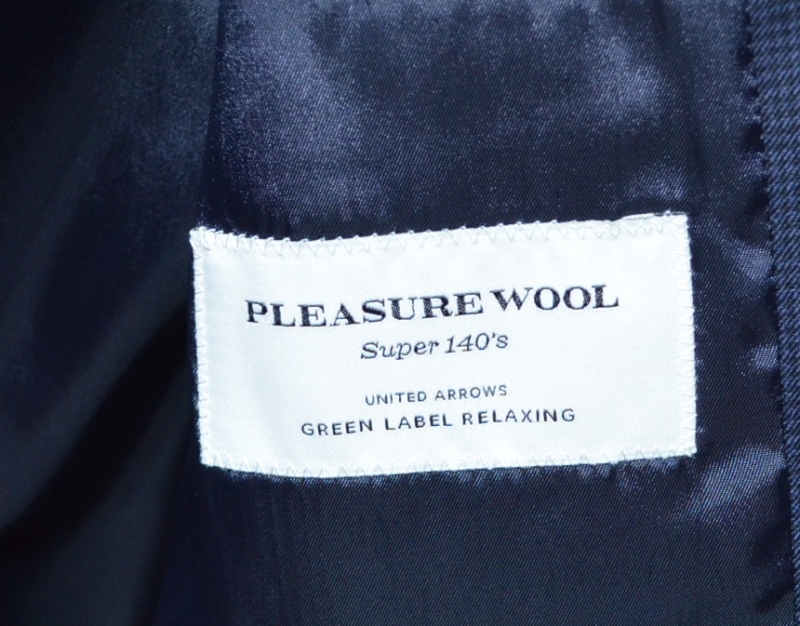 PLEASURE WOOL
Super 140's
UNITED ARROWS
GREEN LABEL RELAXING